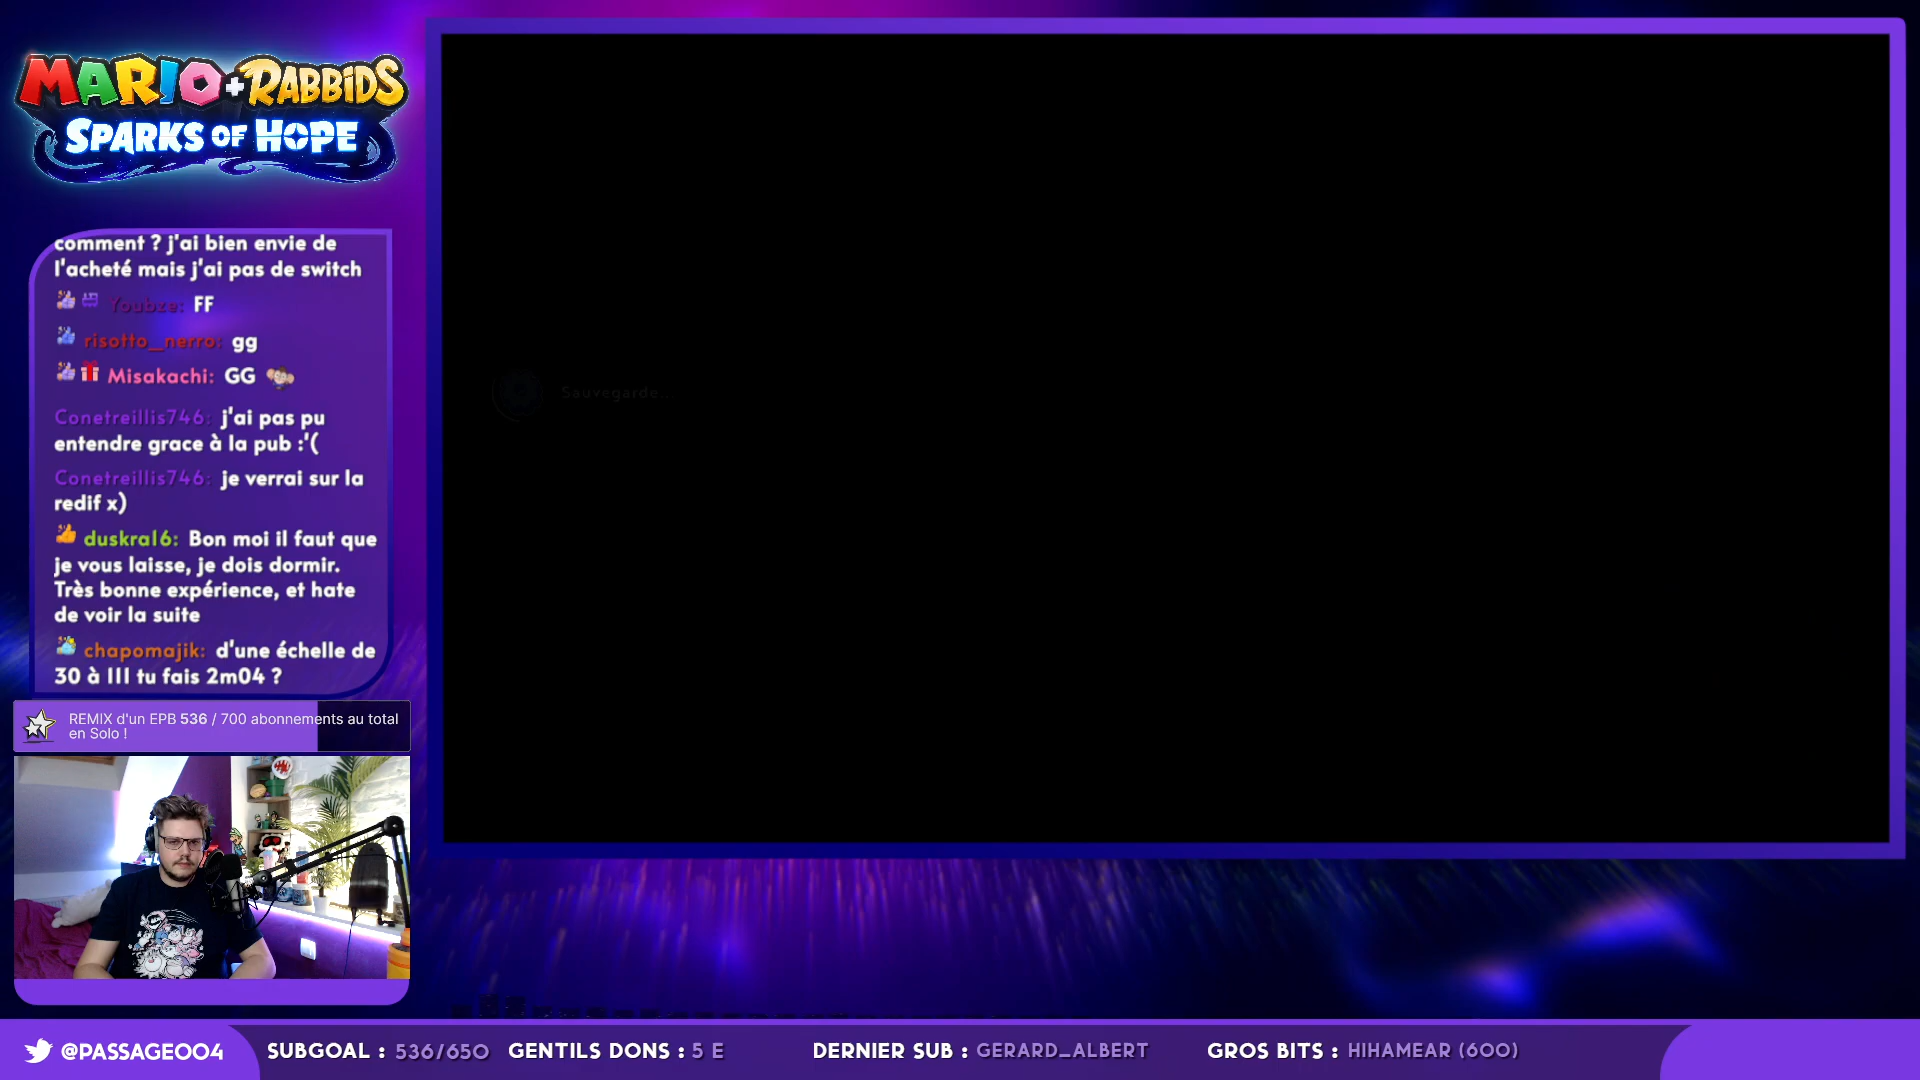 MARIO+RABBIDS
SPARKS OF HOPE
comment ? j'ai bien envie de
l'acheté mais j'ai pas de switch
Youbze: FF
risotto_nerro: gg
Misakachi: GG
Conetreillis746: j'ai pas pu
entendre grace à la pub :'(
Conetreillis746: je verrai sur la
redif x)
duskral6: Bon moi il faut que
je vous laisse, je dois dormir.
Très bonne expérience, et hate
de voir la suite
chapomajik: d'une échelle de
30 à 111 tu fais 2m04 ?
Sauvegarde...
REMIX d'un EPB 536 / 700 abonnements au total
en Solo !
@PASSAGE004
SUBGOAL : 536/650
GENTILS DONS : 5 E
DERNIER SUB : GERARD_ALBERT
GROS BITS : HIHAMEAR (600)